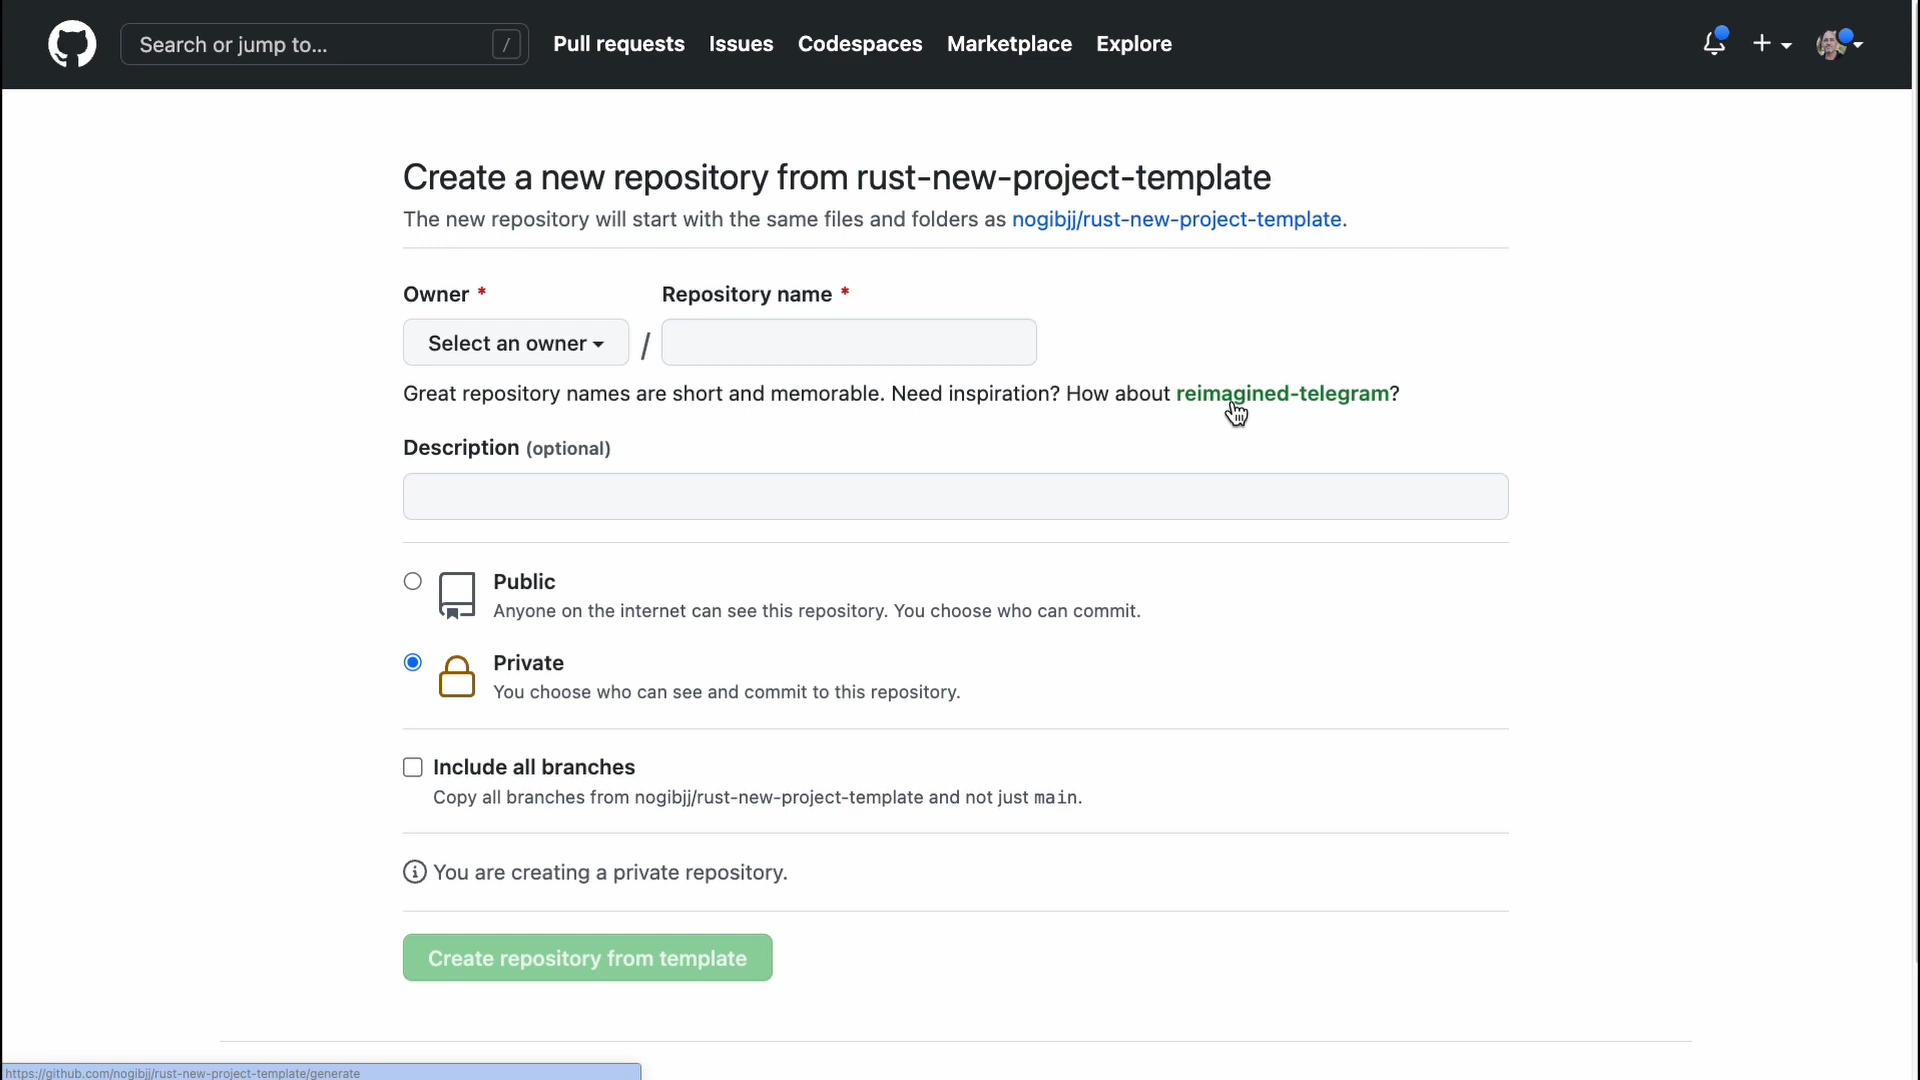 Search or jump to... / Pull requests Issues Codespaces Marketplace Explore +
Create a new repository from rust-new-project-template
The new repository will start with the same files and folders as nogibjj/rust-new-project-template.
Owner * Repository name *
Select an owner /
Great repository names are short and memorable. Need inspiration? How about reimagined-telegram?
Description (optional)
Public
Anyone on the internet can see this repository. You choose who can commit.
Private
You choose who can see and commit to this repository.
Include all branches
Copy all branches from nogibjj/rust-new-project-template and not just main.
You are creating a private repository.
Create repository from template
https://github.com/nogibjj/rust-new-project-template/generate